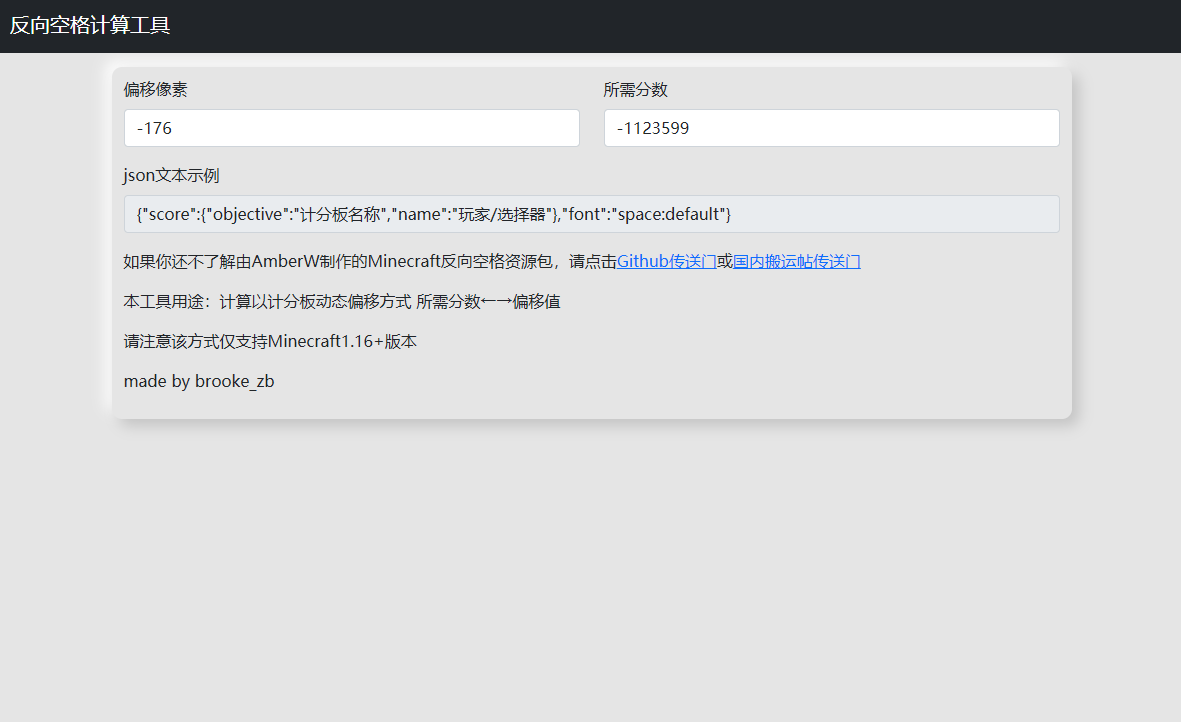 反向空格计算工具
偏移像素
所需分数
-176
-1123599
json文本示例
{"score":{"objective":"计分板名称","name":"玩家/选择器"},"font":"space:default"}
如果你还不了解由AmberW制作的Minecraft反向空格资源包，请点击Github传送门或国内搬运帖传送门
本工具用途：计算以计分板动态偏移方式 所需分数←→偏移值
请注意该方式仅支持Minecraft1.16+版本
made by brooke_zb